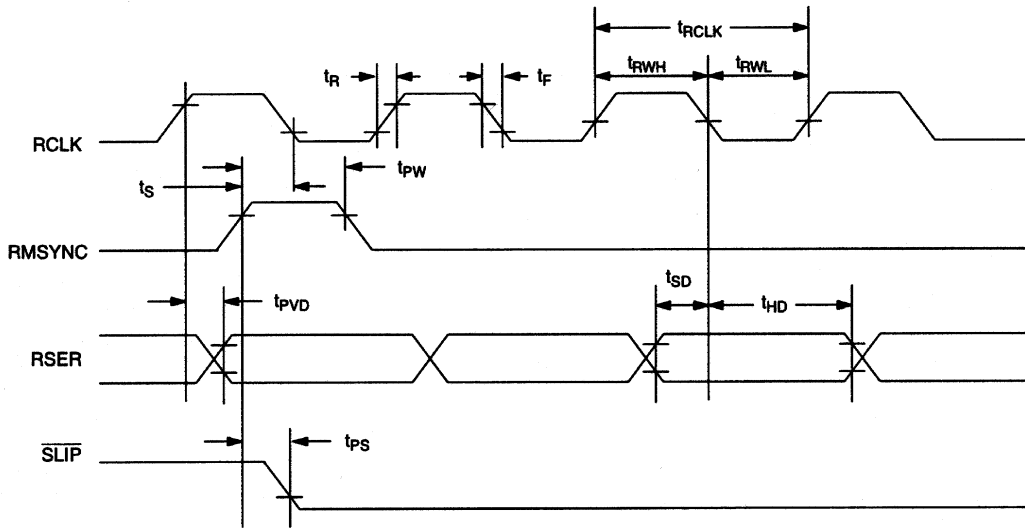 tRCLK
tR
tF
tRWH
tRWL
RCLK
tPW
tS
RMSYNC
tSD
tPVD
tHD
RSER
tPS
SLIP